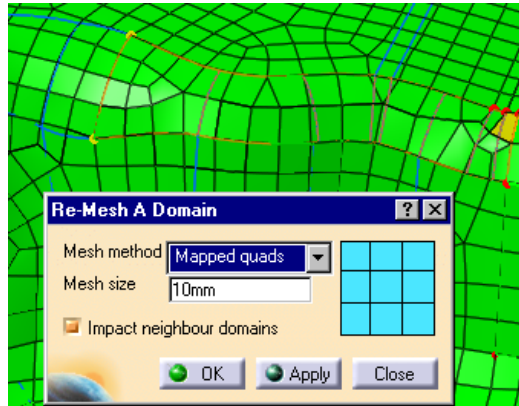 Re-Mesh A Domain
Mesh method Mapped quads
Mesh size 10mm
Impact neighbour domains
OK Apply Close